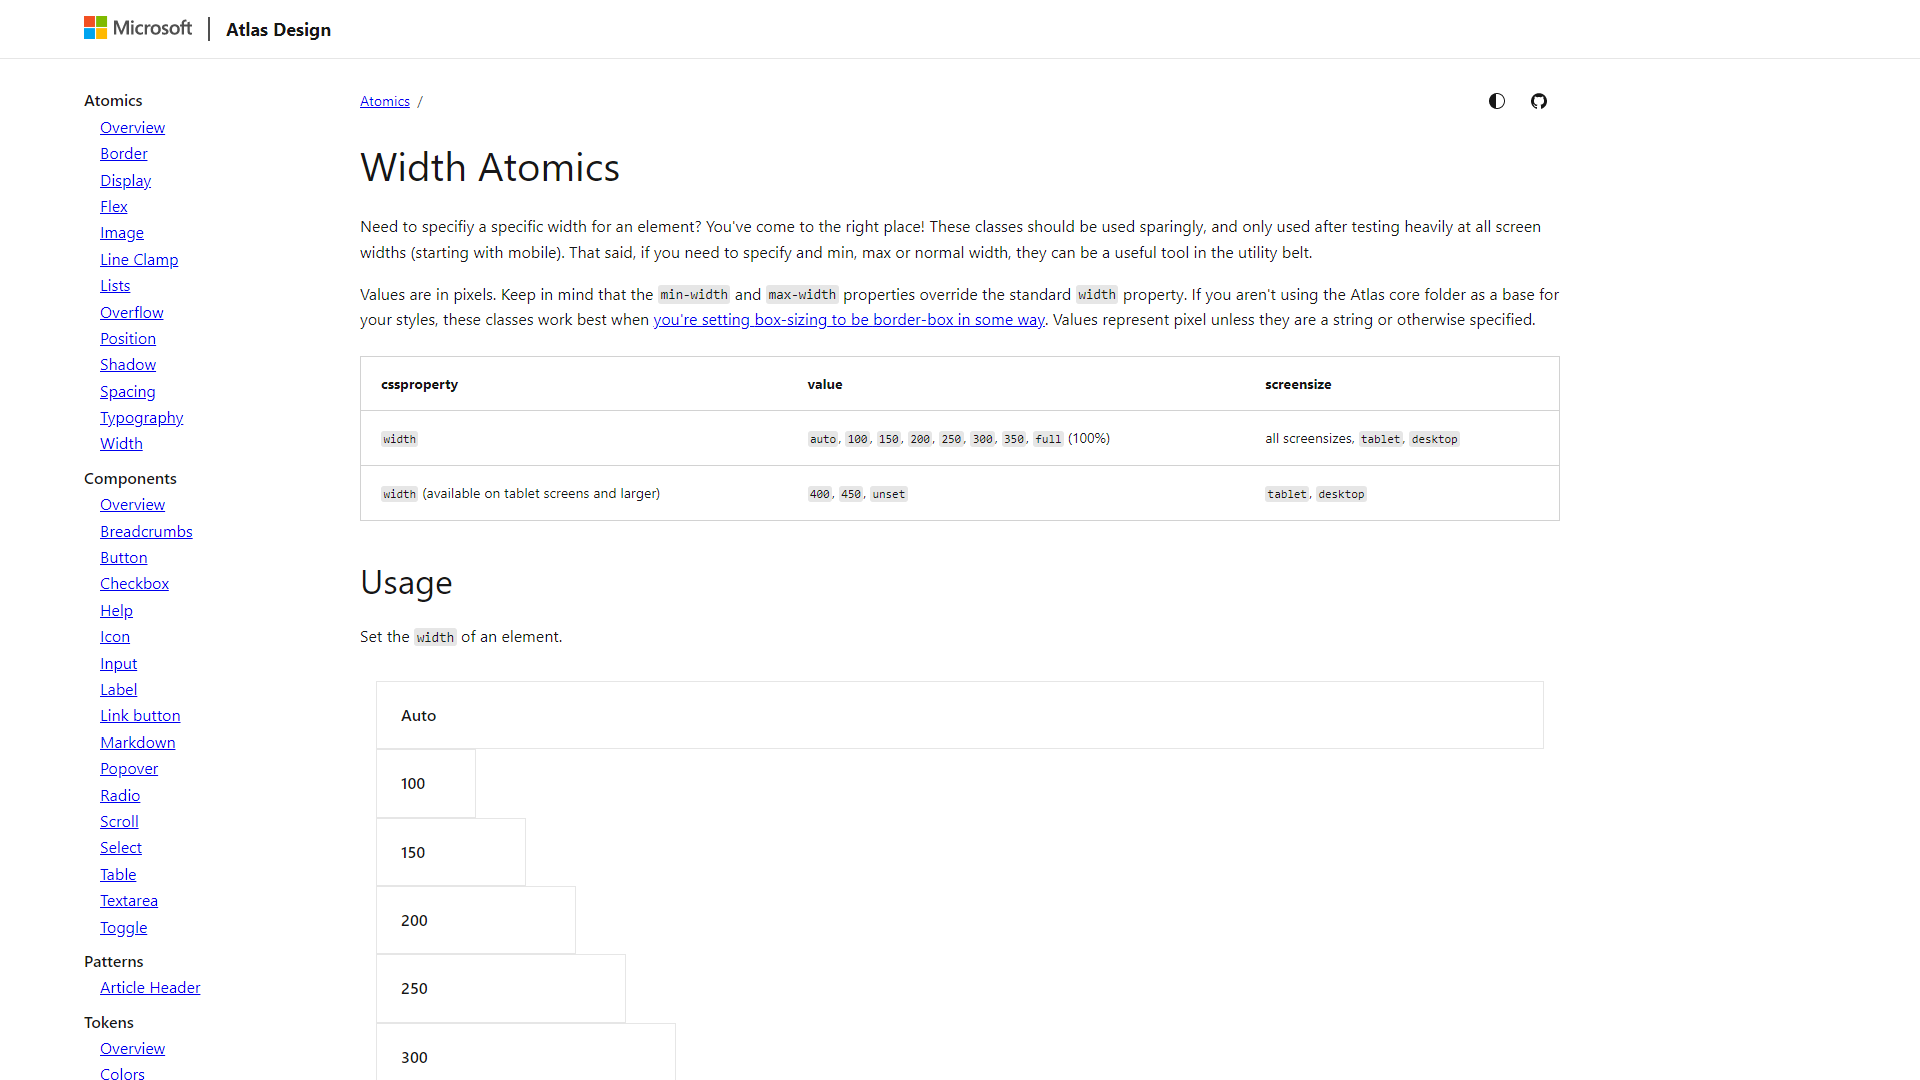 Microsoft
Atlas Design
Atomics
Overview
Border
Display
Flex
Image
Line Clamp
Lists
Overflow
Position
Shadow
Spacing
Typography
Width
Components
Overview
Breadcrumbs
Button
Checkbox
Help
Icon
Input
Label
Link button
Markdown
Popover
Radio
Scroll
Select
Table
Textarea
Toggle
Patterns
Article Header
Tokens
Overview
Colors
Atomics /
Width Atomics
Need to specifiy a specific width for an element? You've come to the right place! These classes should be used sparingly, and only used after testing heavily at all screen
widths (starting with mobile). That said, if you need to specify and min, max or normal width, they can be a useful tool in the utility belt.
Values are in pixels. Keep in mind that the min-width and max-width properties override the standard width property. If you aren't using the Atlas core folder as a base for
your styles, these classes work best when you're setting box-sizing to be border-box in some way. Values represent pixel unless they are a string or otherwise specified.
cssproperty value screensize
width auto, 100, 150, 200, 250, 300, 350, full (100%) all screensizes, tablet, desktop
width (available on tablet screens and larger) 400, 450, unset tablet, desktop
Usage
Set the width of an element.
Auto
100
150
200
250
300